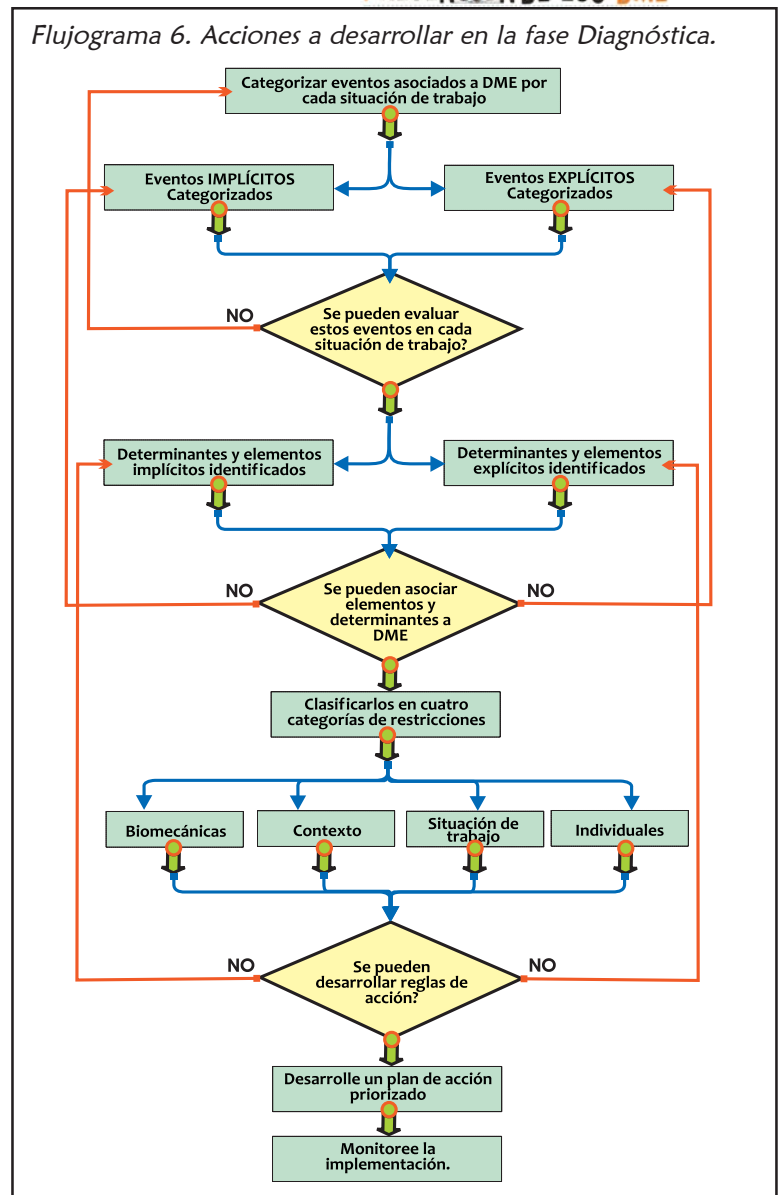 Flujograma 6. Acciones a desarrollar en la fase Diagnóstica.
Categorizar eventos asociados a DME por
cada situación de trabajo
Eventos IMPLÍCITOS
Categorizados
Eventos EXPLÍCITOS
Categorizados
NO
Se pueden evaluar
estos eventos en cada
situación de trabajo?
Determinantes y elementos
implícitos identificados
Determinantes y elementos
explícitos identificados
NO
Se pueden asociar
elementos y
determinantes a
DME
NO
Clasificarlos en cuatro
categorías de restricciones
Biomecánicas
Contexto
Situación de
trabajo
Individuales
NO
Se pueden
desarrollar reglas de
acción?
NO
Desarrolle un plan de acción
priorizado
Monitoree la
implementación.